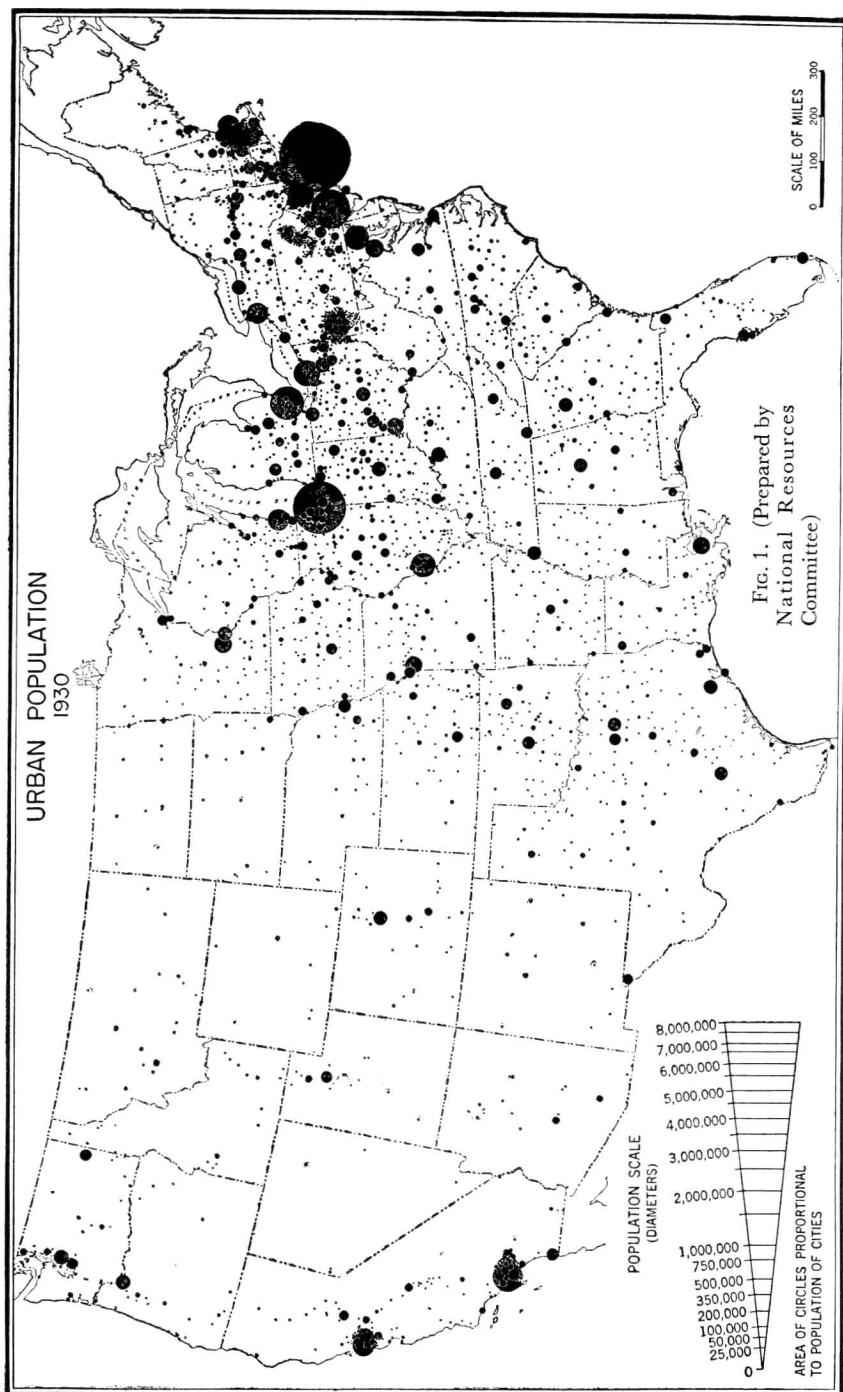 URBAN POPULATION
1930
SCALE OF MILES
0 100 200 300
FIG. 1. (Prepared by
National Resources
Committee)
POPULATION SCALE
(DIAMETERS)
8,000,000
7,000,000
6,000,000
5,000,000
4,000,000
3,000,000
2,000,000
1,000,000
750,000
500,000
350,000
200,000
100,000
50,000
25,000
0
AREA OF CIRCLES PROPORTIONAL
TO POPULATION OF CITIES